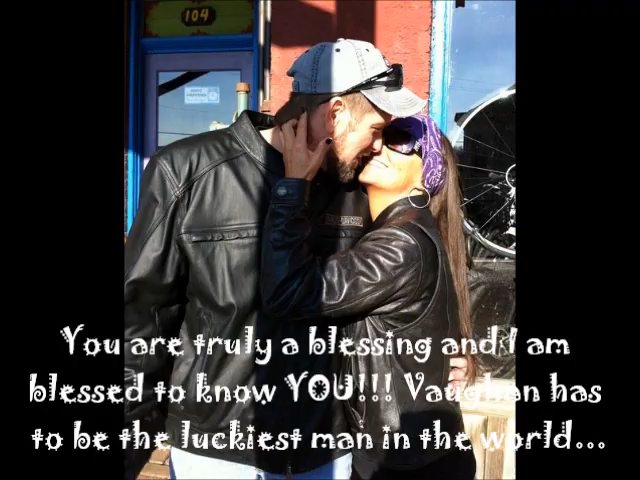 104
You are truly a blessing and I am
blessed to know YOU!!! Vaughan has
to be the luckiest man in the world...